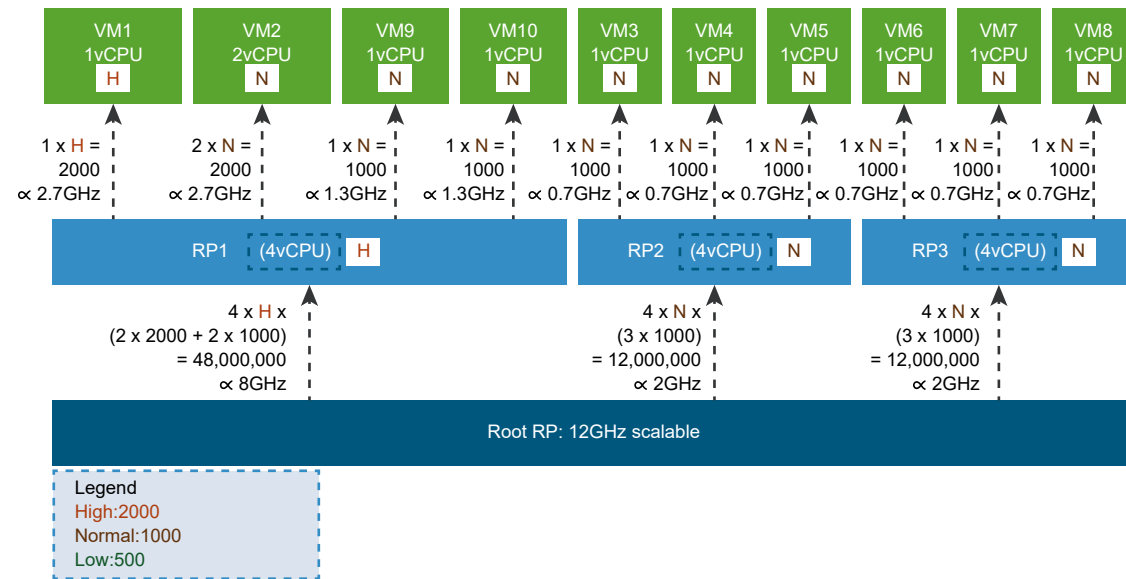 VM1
1vCPU
H
VM2
2vCPU
N
VM9
1vCPU
N
VM10
1vCPU
N
VM3
1vCPU
N
VM4
1vCPU
N
VM5
1vCPU
N
VM6
1vCPU
N
VM7
1vCPU
N
VM8
1vCPU
N
1 x H =
2000
∝ 2.7GHz
2 x N =
2000
∝ 2.7GHz
1 x N =
1000
∝ 1.3GHz
1 x N =
1000
∝ 1.3GHz
1 x N =
1000
∝ 0.7GHz
1 x N =
1000
∝ 0.7GHz
1 x N =
1000
∝ 0.7GHz
1 x N =
1000
∝ 0.7GHz
1 x N =
1000
∝ 0.7GHz
1 x N =
1000
∝ 0.7GHz
RP1 (4vCPU) H
RP2 (4vCPU) N
RP3 (4vCPU) N
4 x H x
(2 x 2000 + 2 x 1000)
= 48,000,000
∝ 8GHz
4 x N x
(3 x 1000)
= 12,000,000
∝ 2GHz
4 x N x
(3 x 1000)
= 12,000,000
∝ 2GHz
Root RP: 12GHz scalable
Legend
High:2000
Normal:1000
Low:500